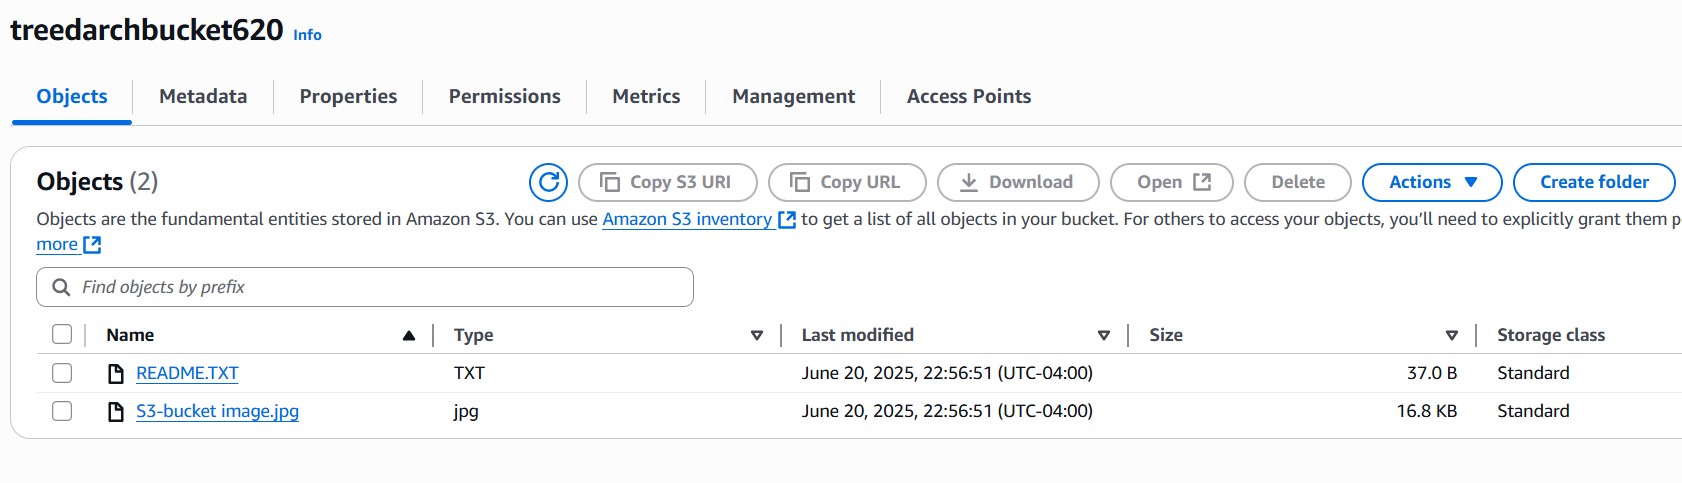 treedarchbucket620 Info
Objects Metadata Properties Permissions Metrics Management Access Points
Objects (2) Copy S3 URI Copy URL Download Open Delete Actions Create folder
Objects are the fundamental entities stored in Amazon S3. You can use Amazon S3 inventory to get a list of all objects in your bucket. For others to access your objects, you'll need to explicitly grant them p
more
Find objects by prefix
Name Type Last modified Size Storage class
README.TXT TXT June 20, 2025, 22:56:51 (UTC-04:00) 37.0 B Standard
S3-bucket image.jpg jpg June 20, 2025, 22:56:51 (UTC-04:00) 16.8 KB Standard